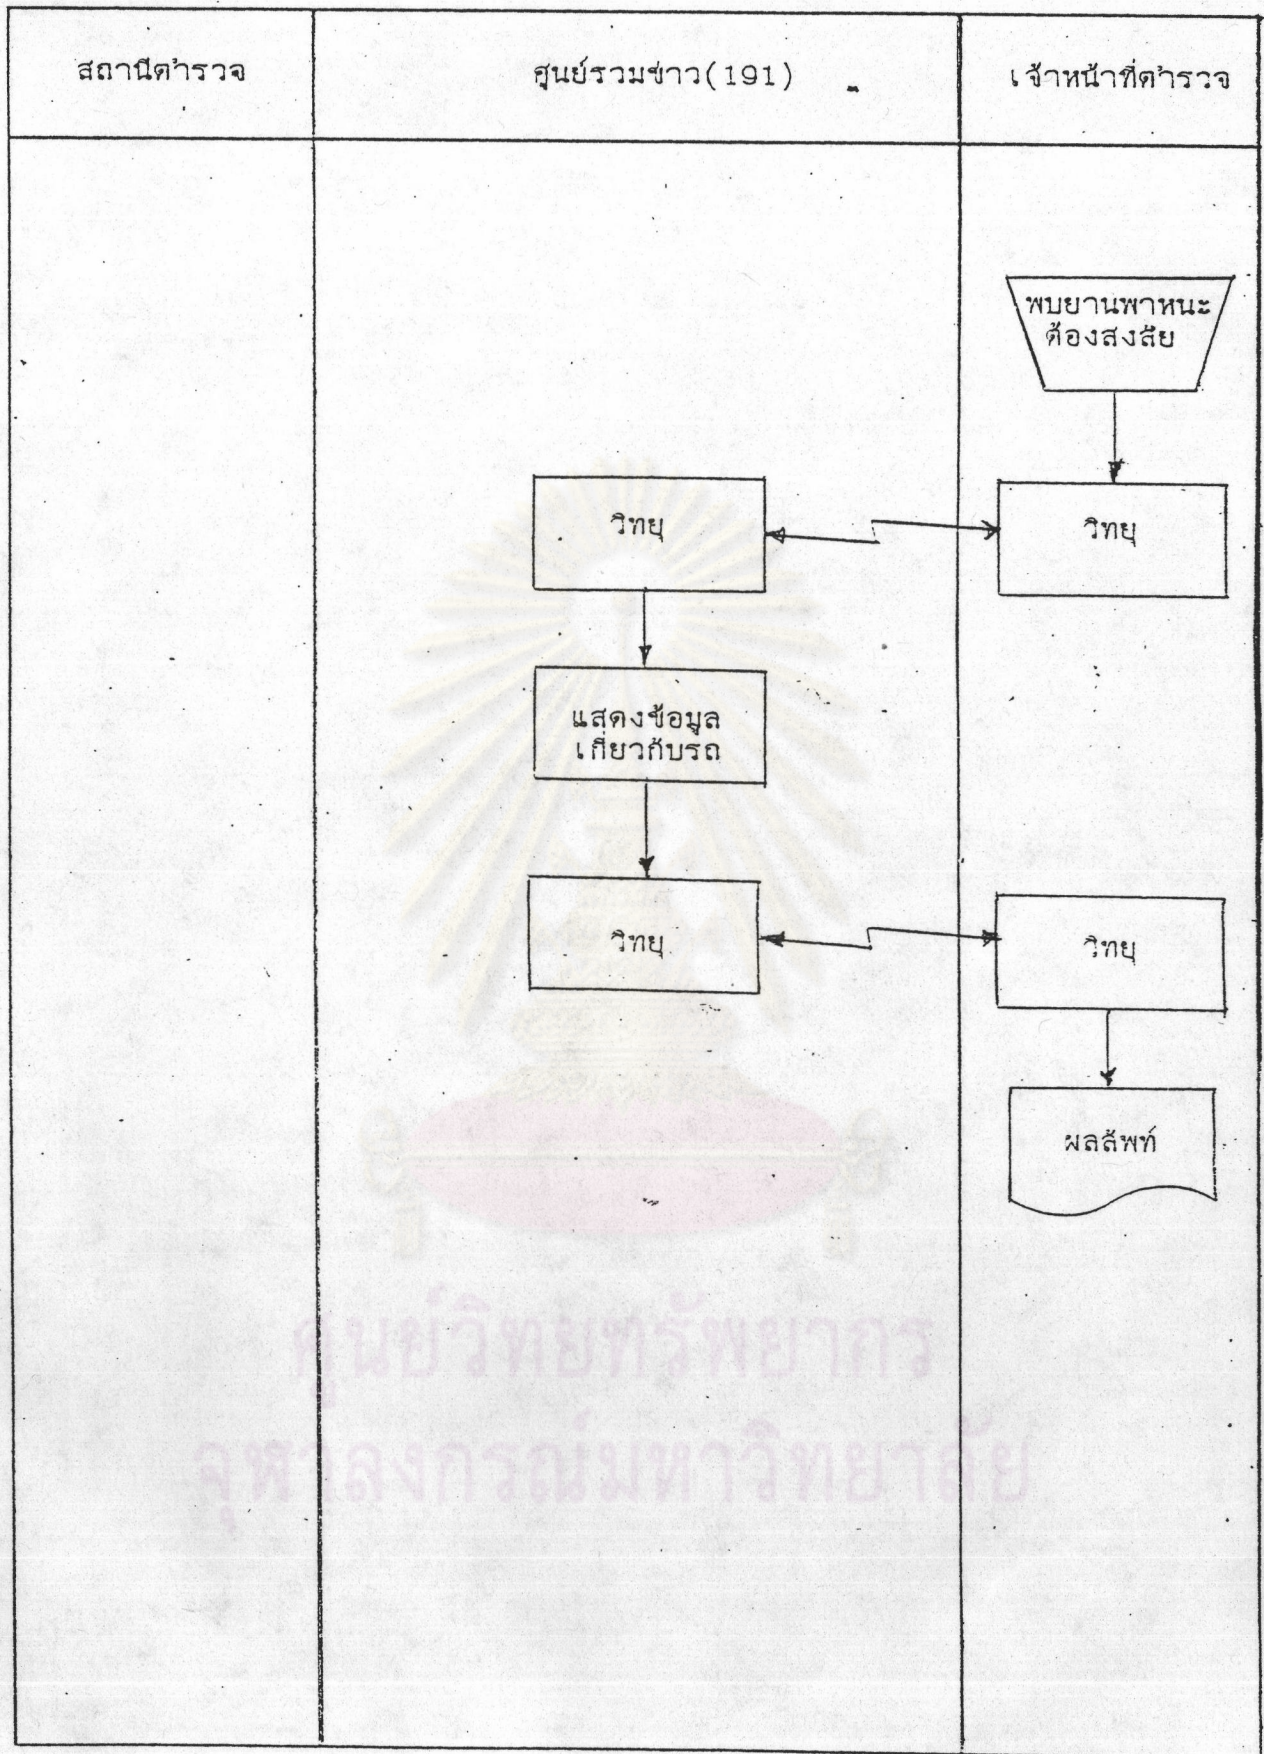 สถานีตำรวจ
ศูนย์รวมข่าว(191)
เจ้าหน้าที่ตำรวจ
พบยานพาหนะ
ต้องสงสัย
วิทยุ
วิทยุ
แสดงข้อมูล
เกี่ยวกับรถ
วิทยุ
วิทยุ
ผลลัพท์
ศูนย์วิทยทรัพยากร
จุฬาลงกรณ์มหาวิทยาลัย